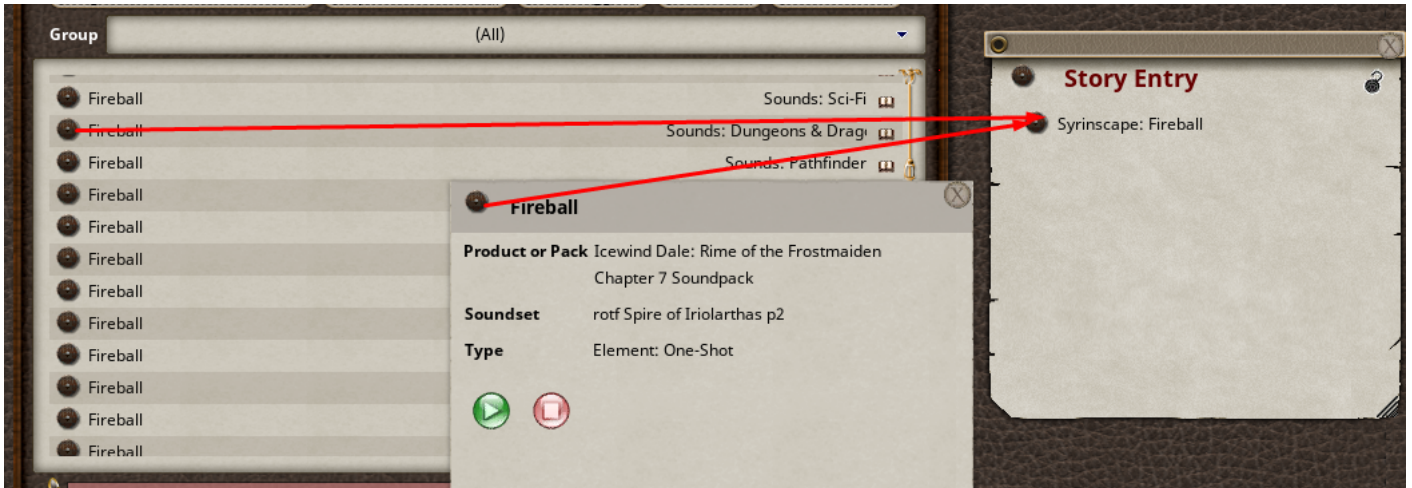 Group
(All)
Fireball Sounds: Sci-Fi
Fireball Sounds: Dungeons & Drag
Fireball Sounds: Pathfinder
Fireball
Fireball
Fireball
Fireball
Fireball
Fireball
Fireball
Fireball
Fireball
Fireball
Product or Pack Icewind Dale: Rime of the Frostmaiden
Chapter 7 Soundpack
Soundset rotf Spire of Iriolarthas p2
Type Element: One-Shot
X
X
Story Entry
Syrinscape: Fireball